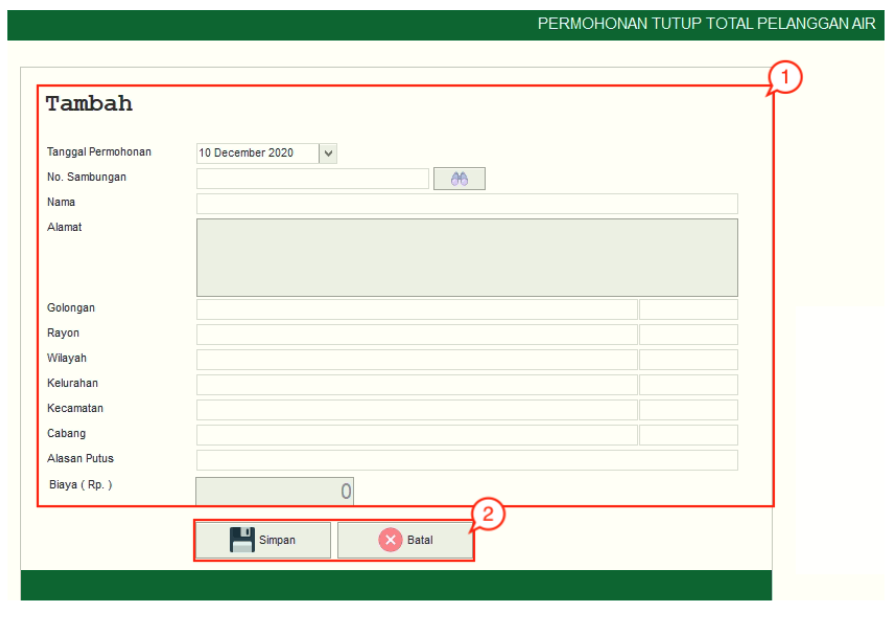 PERMOHONAN TUTUP TOTAL PELANGGAN AIR
1
Tambah
Tanggal Permohonan 10 December 2020
No. Sambungan
Nama
Alamat
Golongan
Rayon
Wilayah
Kelurahan
Kecamatan
Cabang
Alasan Putus
Biaya ( Rp. ) 0
2
Simpan Batal